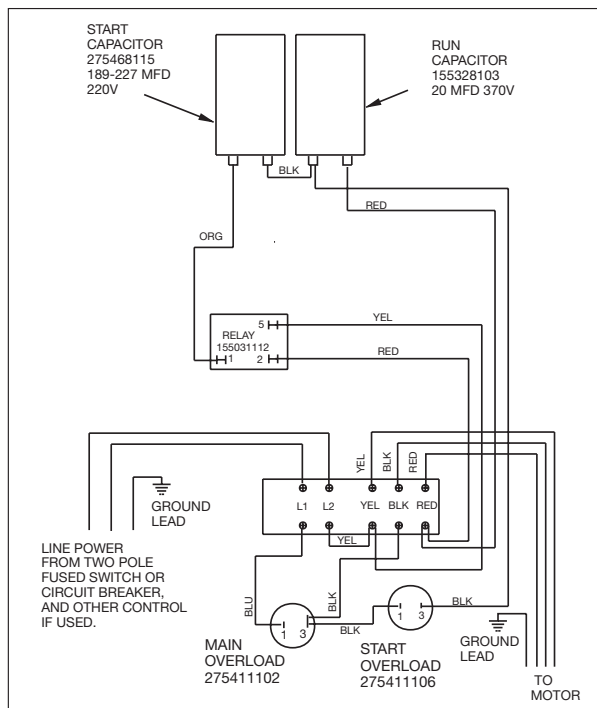 START
CAPACITOR
275468115
189-227 MFD
220V
RUN
CAPACITOR
155328103
20 MFD 370V
BLK
RED
ORG
5
YEL
RELAY
155031112
1
2
RED
YEL
BLK
RED
GROUND
LEAD
L1
L2
YEL
BLK
RED
YEL
LINE POWER
FROM TWO POLE
FUSED SWITCH OR
CIRCUIT BREAKER,
AND OTHER CONTROL
IF USED.
BLU
BLK
1
3
BLK
1
3
BLK
MAIN
OVERLOAD
275411102
START
OVERLOAD
275411106
GROUND
LEAD
TO
MOTOR